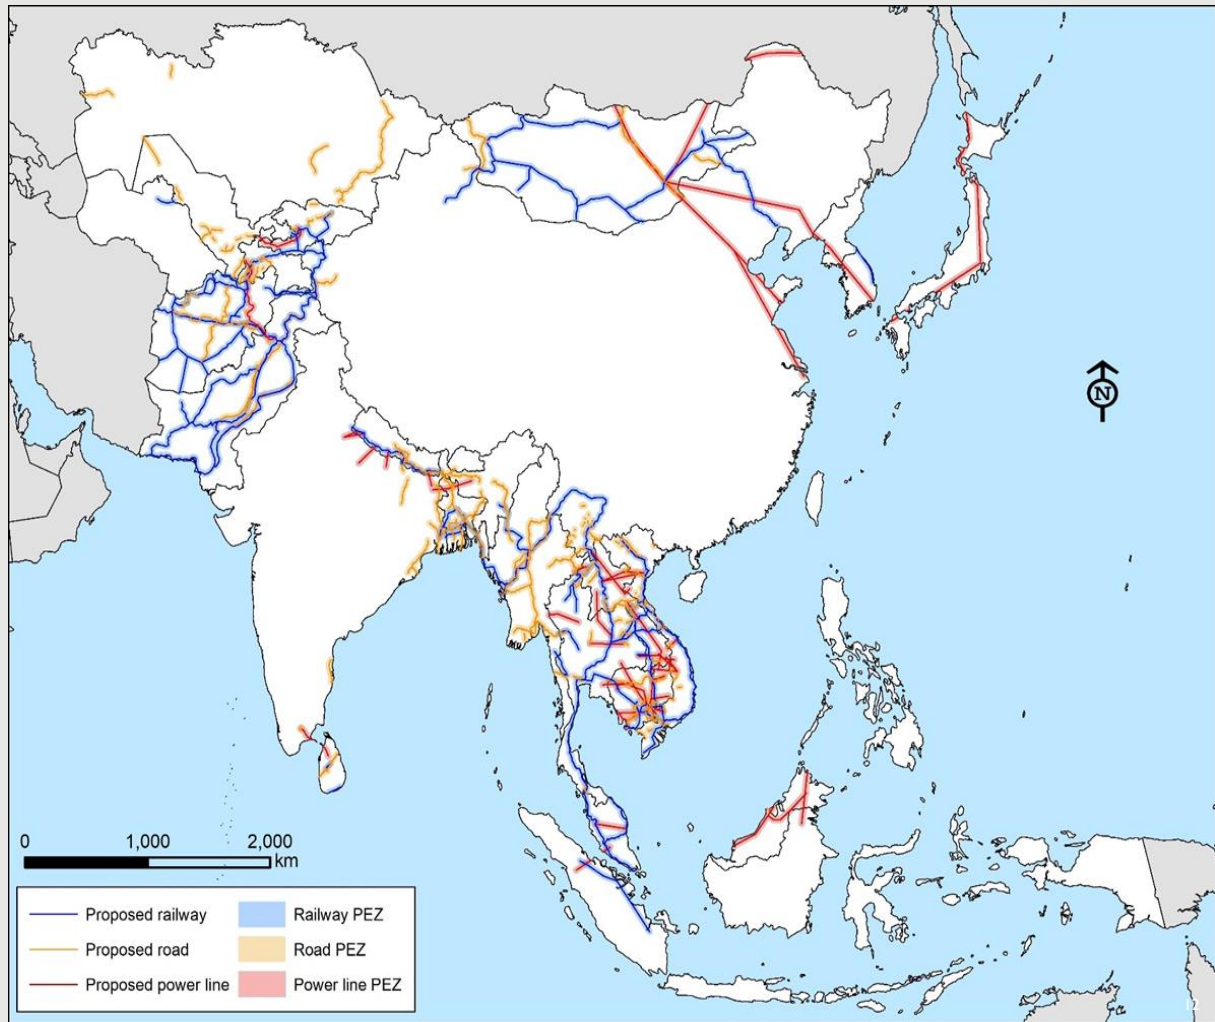 N
0 1,000 2,000
km
Proposed railway Railway PEZ
Proposed road Road PEZ
Proposed power line Power line PEZ
12